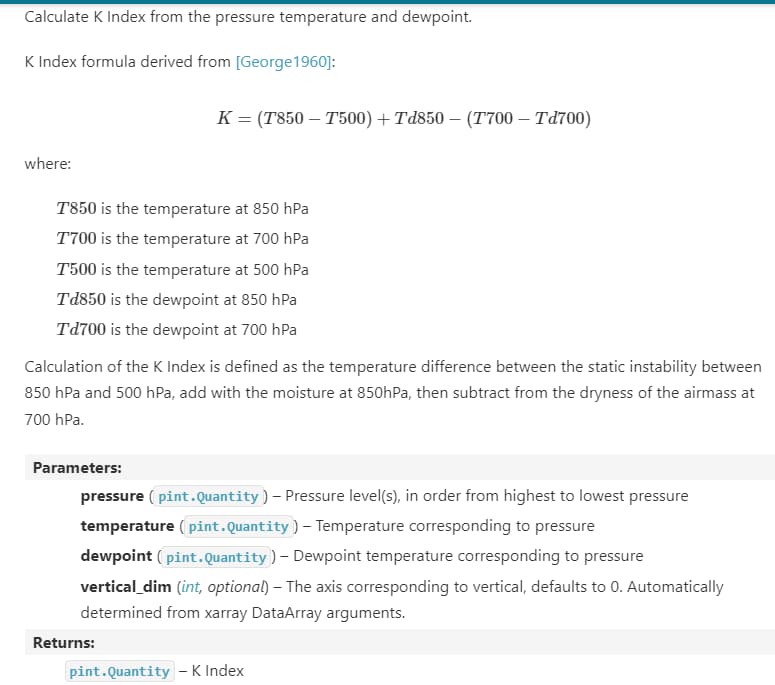 Calculate K Index from the pressure temperature and dewpoint.
K Index formula derived from [George1960]:
K = (T850 − T500) + Td850 − (T700 − Td700)
where:
T850 is the temperature at 850 hPa
T700 is the temperature at 700 hPa
T500 is the temperature at 500 hPa
Td850 is the dewpoint at 850 hPa
Td700 is the dewpoint at 700 hPa
Calculation of the K Index is defined as the temperature difference between the static instability between
850 hPa and 500 hPa, add with the moisture at 850hPa, then subtract from the dryness of the airmass at
700 hPa.
Parameters:
pressure (pint.Quantity) – Pressure level(s), in order from highest to lowest pressure
temperature (pint.Quantity) – Temperature corresponding to pressure
dewpoint (pint.Quantity) – Dewpoint temperature corresponding to pressure
vertical_dim (int, optional) – The axis corresponding to vertical, defaults to 0. Automatically
determined from xarray DataArray arguments.
Returns:
pint.Quantity – K Index